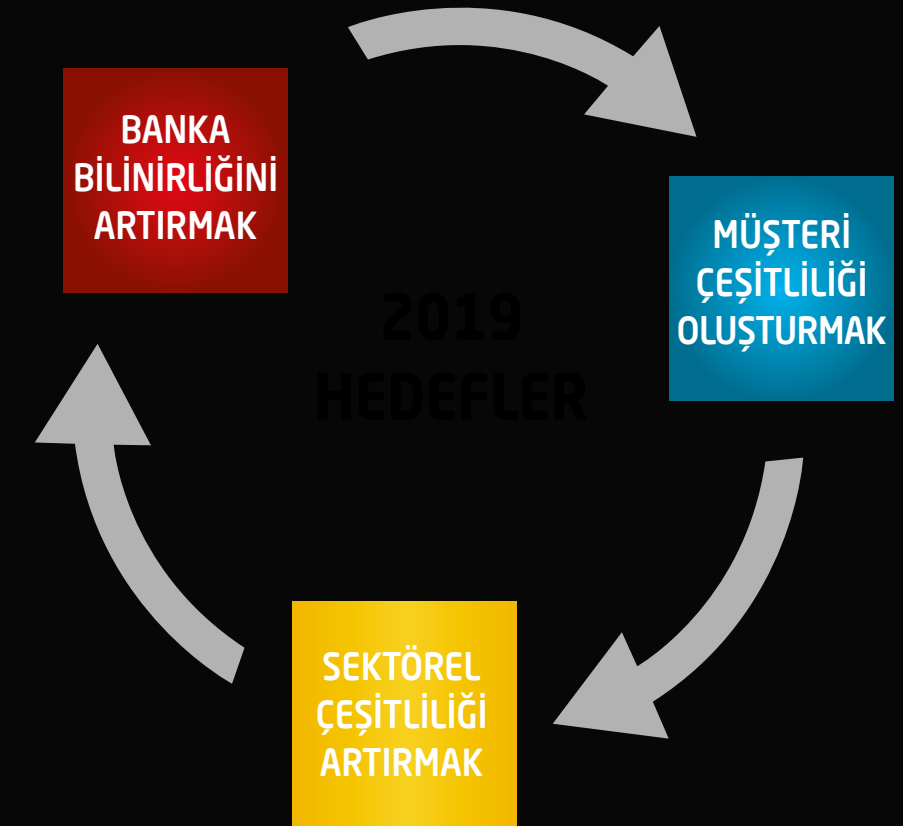 BANKA
BİLİNİRLİĞİNİ
ARTIRMAK
MÜŞTERİ
ÇEŞİTLİLİĞİ
OLUŞTURMAK
2019
HEDEFLER
SEKTÖREL
ÇEŞİTLİLİĞİ
ARTIRMAK